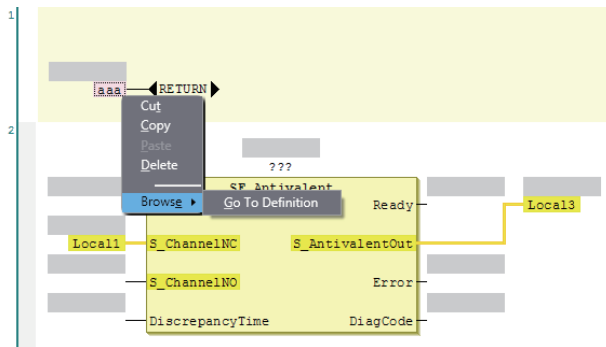 1
aaa RETURN
Cut
Copy
Paste
Delete
Browse Go To Definition
2
???
SF_Antivalent
Ready
Local3
Local1 S_ChannelNC S_AntivalentOut
S_ChannelNO Error
DiscrepancyTime DiagCode